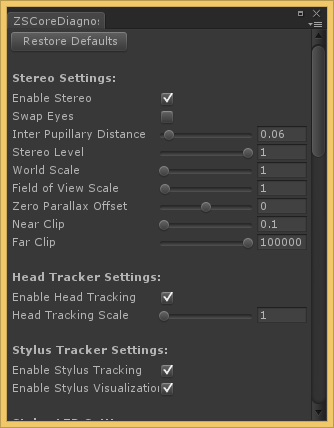 ZSCoreDiagnos
Restore Defaults
Stereo Settings:
Enable Stereo
Swap Eyes
Inter Pupillary Distance 0.06
Stereo Level 1
World Scale 1
Field of View Scale 1
Zero Parallax Offset 0
Near Clip 0.1
Far Clip 100000
Head Tracker Settings:
Enable Head Tracking
Head Tracking Scale 1
Stylus Tracker Settings:
Enable Stylus Tracking
Enable Stylus Visualization